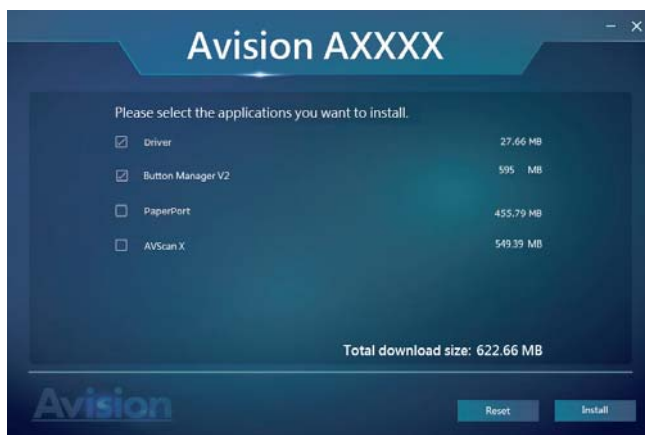 Avision AXXXX
Please select the applications you want to install.
Driver 27.66 MB
Button Manager V2 595 MB
PaperPort 455.79 MB
AVScan X 549.39 MB
Total download size: 622.66 MB
Avision
Reset Install